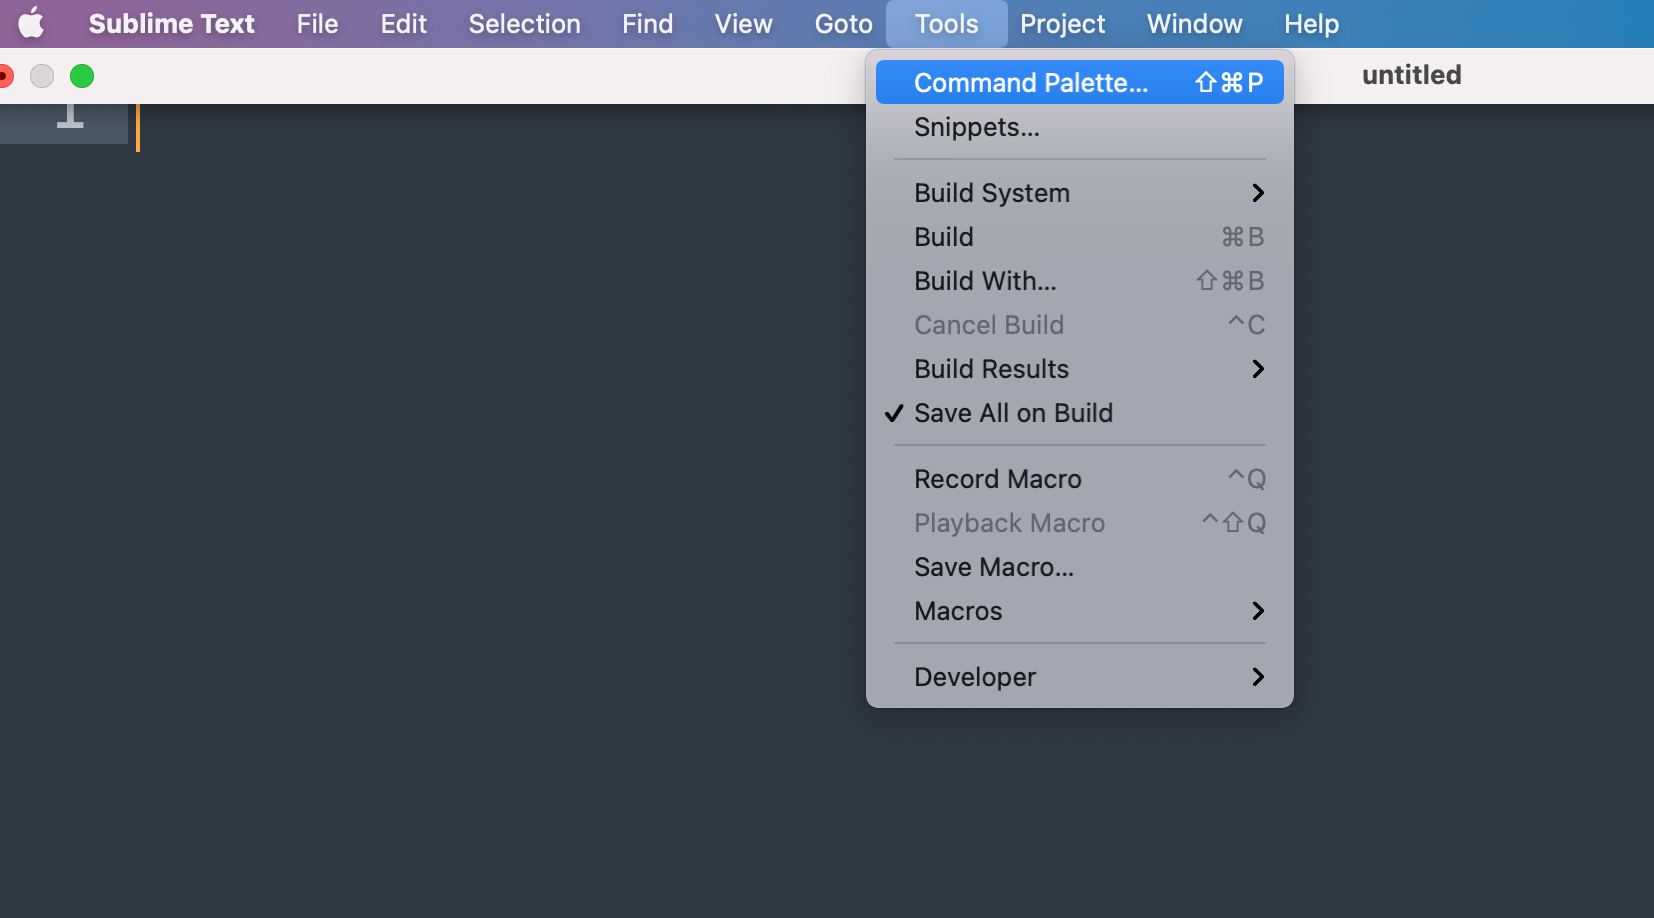 Sublime Text File Edit Selection Find View Goto Tools Project Window Help
untitled
1
Command Palette... ⇧⌘P
Snippets...
Build System
Build ⌘B
Build With... ⇧⌘B
Cancel Build ^C
Build Results
✓ Save All on Build
Record Macro ^Q
Playback Macro ^⇧Q
Save Macro...
Macros
Developer